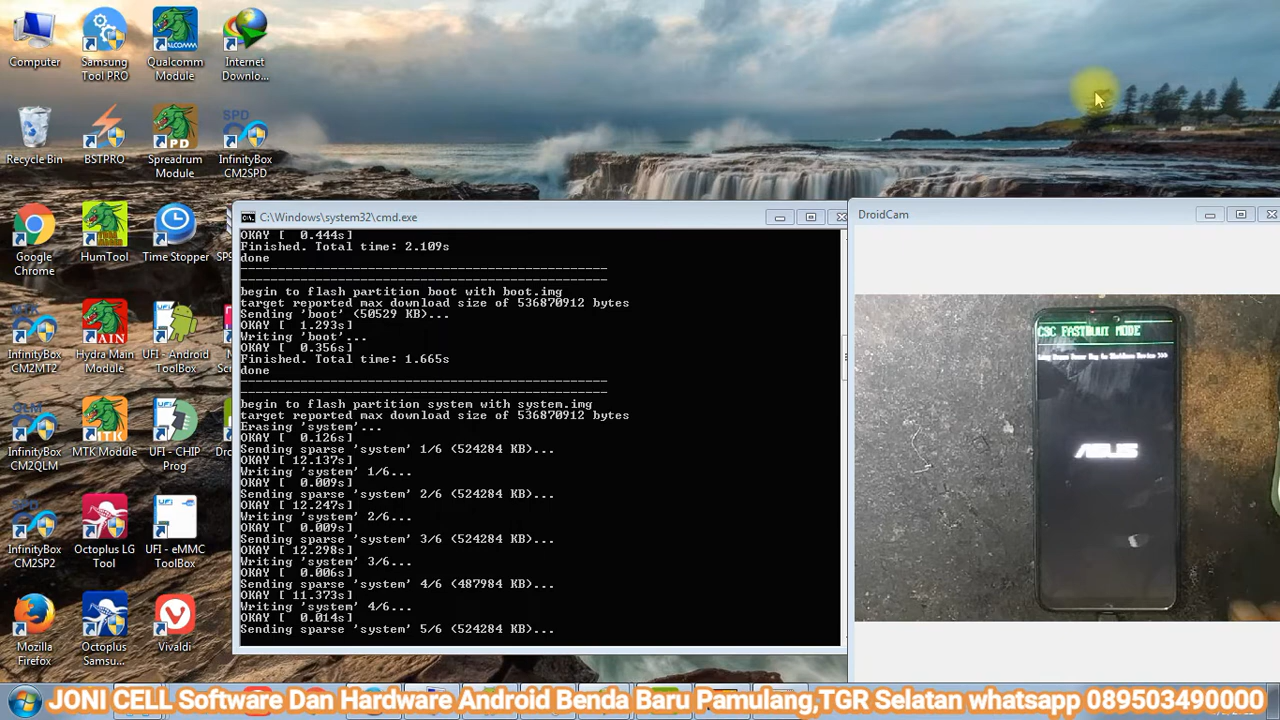 Computer
Samsung
Tool PRO
Qualcomm
Module
Internet
Downlo...
Recycle Bin
BSTPRO
Spreadrum
Module
InfinityBox
CM2SPD
Google
Chrome
HumTool
Time Stopper
InfinityBox
CM2MT2
Hydra Main
Module
UFI - Android
ToolBox
InfinityBox
CM2QLM
MTK Module
UFI - CHIP
Prog
InfinityBox
CM2SP2
Octoplus LG
Tool
UFI - eMMC
ToolBox
Mozilla
Firefox
Octoplus
Samsu...
Vivaldi
C:\Windows\system32\cmd.exe
OKAY [  0.444s]
Finished. Total time: 2.109s
done
-------------------------------------------------
-------------------------------------------------
begin to flash partition boot with boot.img
target reported max download size of 536870912 bytes
Sending 'boot' (50529 KB)...
OKAY [  1.293s]
Writing 'boot'...
OKAY [  0.356s]
Finished. Total time: 1.665s
done
-------------------------------------------------
-------------------------------------------------
begin to flash partition system with system.img
target reported max download size of 536870912 bytes
Erasing 'system'...
OKAY [  0.126s]
Sending sparse 'system' 1/6 (524284 KB)...
OKAY [ 12.137s]
Writing 'system' 1/6...
OKAY [  0.009s]
Sending sparse 'system' 2/6 (524284 KB)...
OKAY [ 12.247s]
Writing 'system' 2/6...
OKAY [  0.009s]
Sending sparse 'system' 3/6 (524284 KB)...
OKAY [ 12.298s]
Writing 'system' 3/6...
OKAY [  0.006s]
Sending sparse 'system' 4/6 (487984 KB)...
OKAY [ 11.373s]
Writing 'system' 4/6...
OKAY [  0.014s]
Sending sparse 'system' 5/6 (524284 KB)...
DroidCam
CSC FASTBOOT MODE
ASUS
JONI CELL Software Dan Hardware Android Benda Baru Pamulang,TGR Selatan whatsapp 089503490000